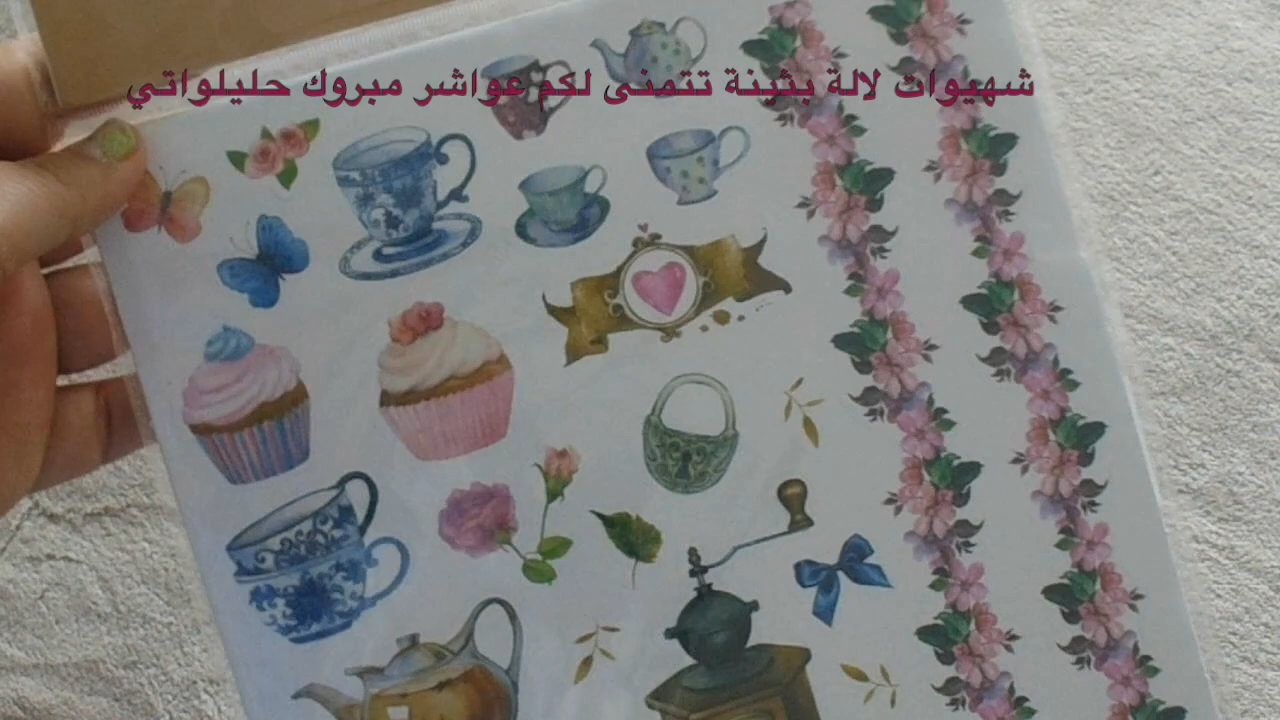 شهيوات لالة بثينة تتمنى لكم عواشر مبروك حليلواتي